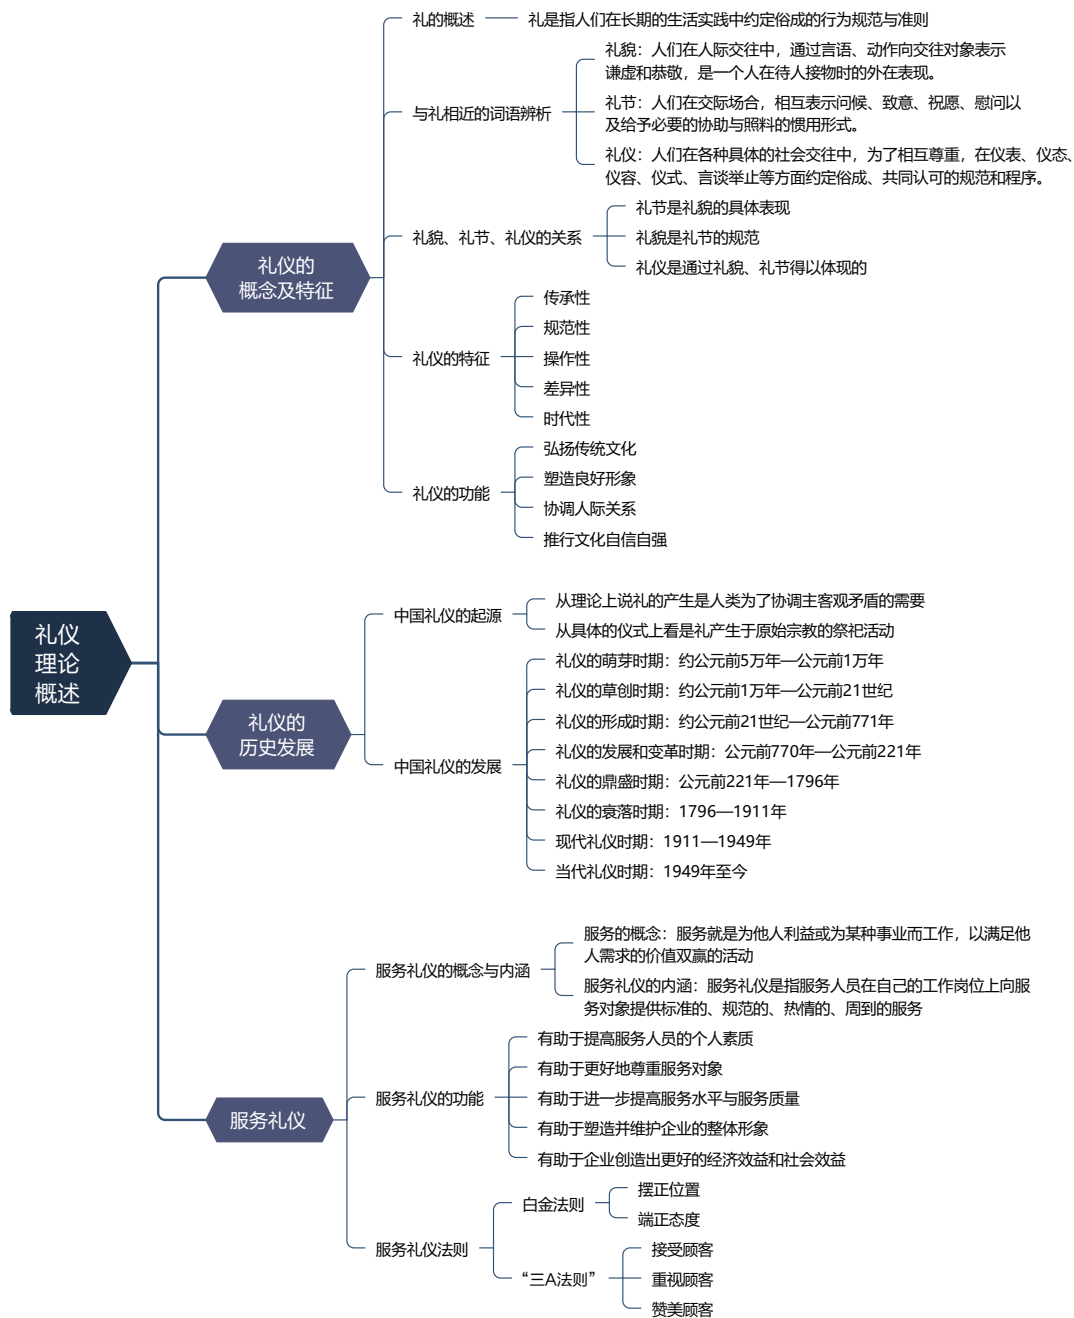 礼仪
理论
概述
礼仪的
概念及特征
礼的概述
礼是指人们在长期的生活实践中约定俗成的行为规范与准则
与礼相近的词语辨析
礼貌：人们在人际交往中，通过言语、动作向交往对象表示
谦虚和恭敬，是一个人在待人接物时的外在表现。
礼节：人们在交际场合，相互表示问候、致意、祝愿、慰问以
及给予必要的协助与照料的惯用形式。
礼仪：人们在各种具体的社会交往中，为了相互尊重，在仪表、仪态、
仪容、仪式、言谈举止等方面约定俗成、共同认可的规范和程序。
礼貌、礼节、礼仪的关系
礼节是礼貌的具体表现
礼貌是礼节的规范
礼仪是通过礼貌、礼节得以体现的
礼仪的特征
传承性
规范性
操作性
差异性
时代性
礼仪的功能
弘扬传统文化
塑造良好形象
协调人际关系
推行文化自信自强
礼仪的
历史发展
中国礼仪的起源
从理论上说礼的产生是人类为了协调主客观矛盾的需要
从具体的仪式上看是礼产生于原始宗教的祭祀活动
中国礼仪的发展
礼仪的萌芽时期：约公元前5万年—公元前1万年
礼仪的草创时期：约公元前1万年—公元前21世纪
礼仪的形成时期：约公元前21世纪—公元前771年
礼仪的发展和变革时期：公元前770年—公元前221年
礼仪的鼎盛时期：公元前221年—1796年
礼仪的衰落时期：1796—1911年
现代礼仪时期：1911—1949年
当代礼仪时期：1949年至今
服务礼仪
服务礼仪的概念与内涵
服务的概念：服务就是为他人利益或为某种事业而工作，以满足他
人需求的价值双赢的活动
服务礼仪的内涵：服务礼仪是指服务人员在自己的工作岗位上向服
务对象提供标准的、规范的、热情的、周到的服务
服务礼仪的功能
有助于提高服务人员的个人素质
有助于更好地尊重服务对象
有助于进一步提高服务水平与服务质量
有助于塑造并维护企业的整体形象
有助于企业创造出更好的经济效益和社会效益
服务礼仪法则
白金法则
摆正位置
端正态度
“三A法则”
接受顾客
重视顾客
赞美顾客